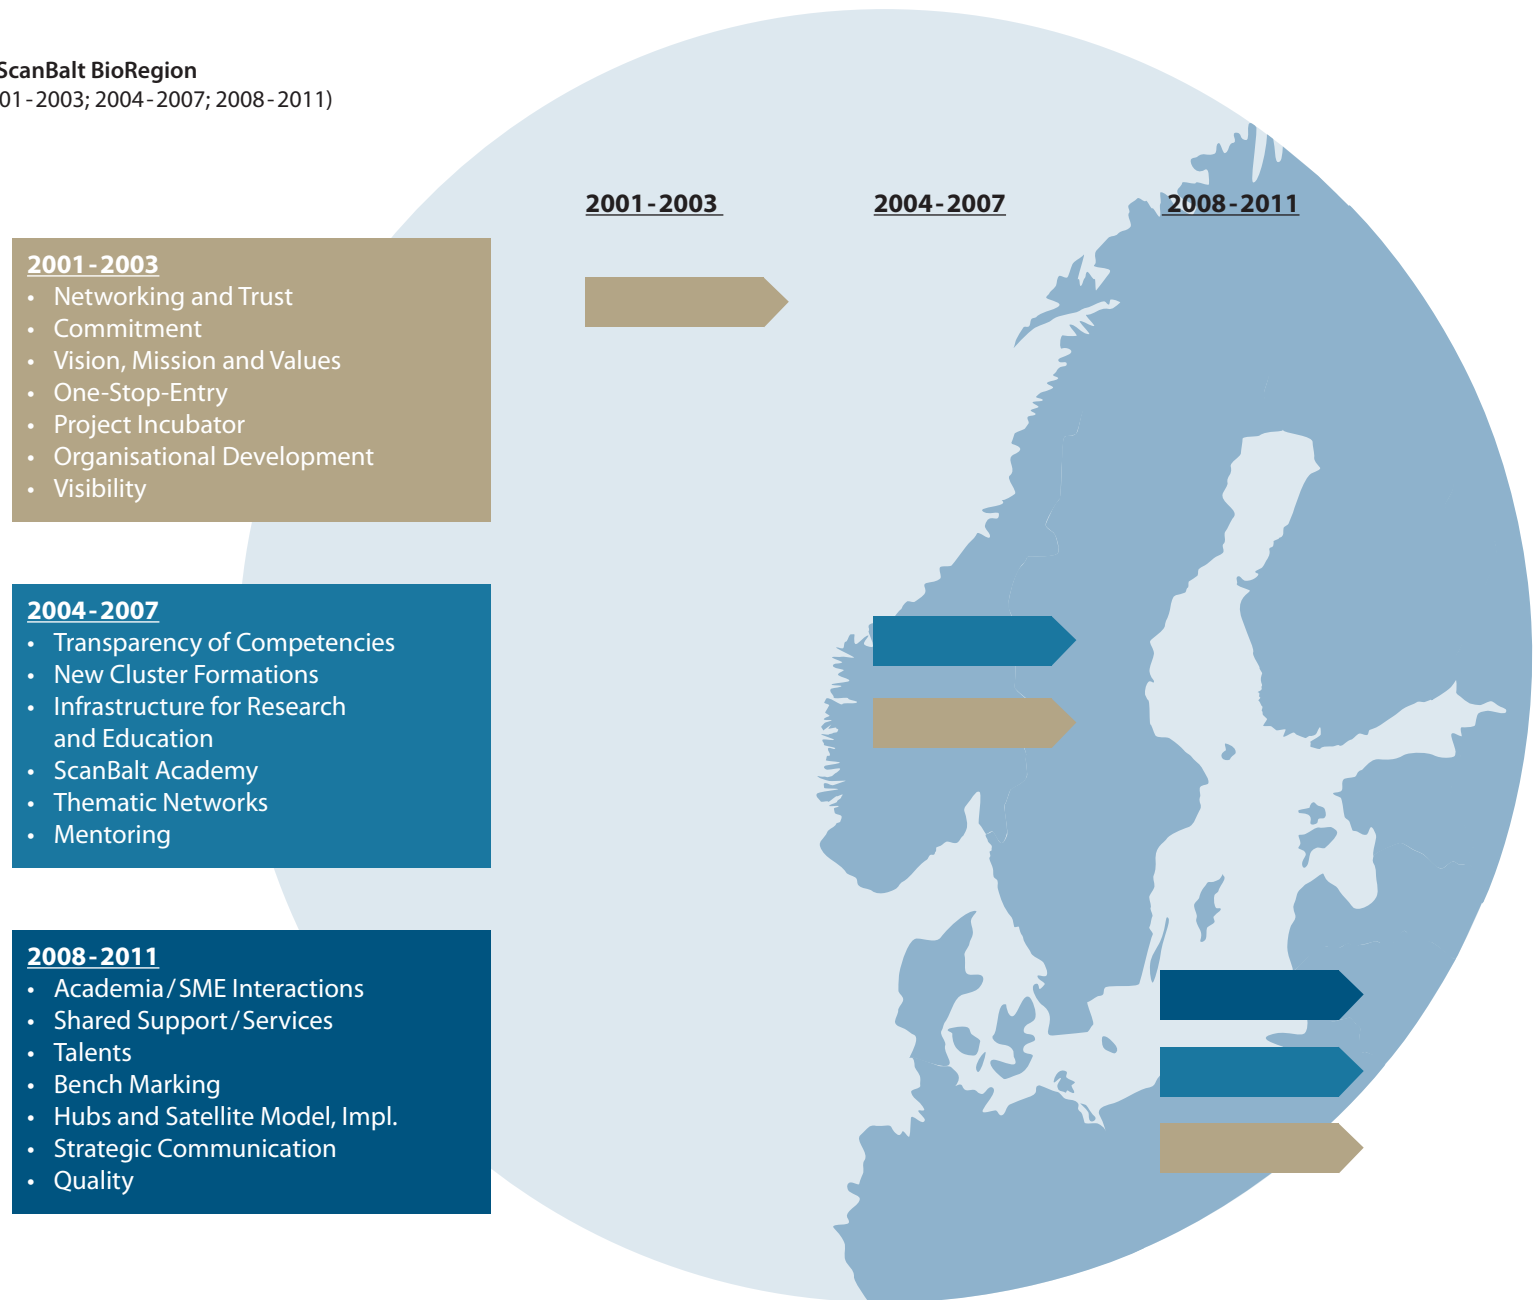 ScanBalt BioRegion
01-2003; 2004-2007; 2008-2011)
2001-2003
2004-2007
2008-2011
2001-2003
• Networking and Trust
• Commitment
• Vision, Mission and Values
• One-Stop-Entry
• Project Incubator
• Organisational Development
• Visibility
2004-2007
• Transparency of Competencies
• New Cluster Formations
• Infrastructure for Research
and Education
• ScanBalt Academy
• Thematic Networks
• Mentoring
2008-2011
• Academia/SME Interactions
• Shared Support/Services
• Talents
• Bench Marking
• Hubs and Satellite Model, Impl.
• Strategic Communication
• Quality